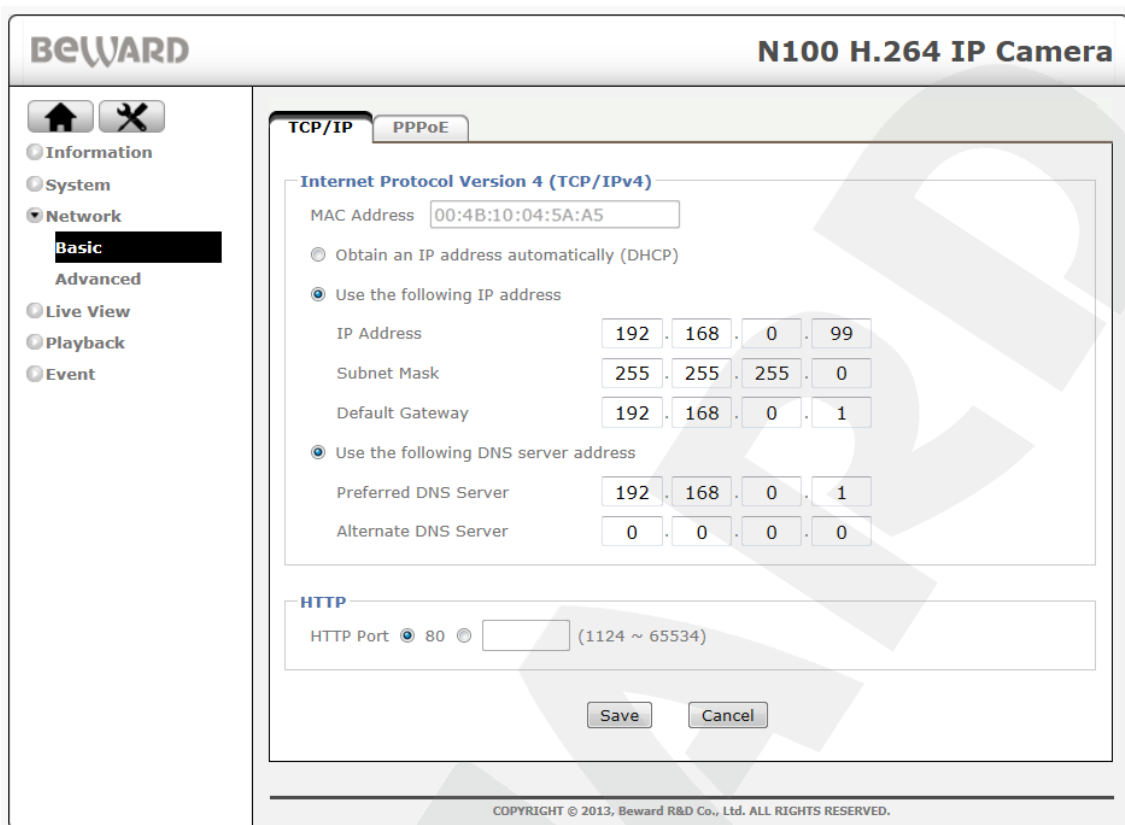 BEWARD
N100 H.264 IP Camera
Information
System
Network
Basic
Advanced
Live View
Playback
Event
TCP/IP PPPoE
Internet Protocol Version 4 (TCP/IPv4)
MAC Address 00:4B:10:04:5A:A5
Obtain an IP address automatically (DHCP)
Use the following IP address
IP Address 192 . 168 . 0 . 99
Subnet Mask 255 . 255 . 255 . 0
Default Gateway 192 . 168 . 0 . 1
Use the following DNS server address
Preferred DNS Server 192 . 168 . 0 . 1
Alternate DNS Server 0 . 0 . 0 . 0
HTTP
HTTP Port 80 (1124 ~ 65534)
Save Cancel
COPYRIGHT © 2013, Beward R&D Co., Ltd. ALL RIGHTS RESERVED.